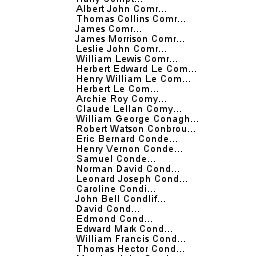 Albert John Comr...
Thomas Collins Comr...
James Comr...
James Morrison Comr...
Leslie John Comr...
William Lewis Comr...
Herbert Edward Le Com...
Henry William Le Com...
Herbert Le Com...
Archie Roy Comy...
Claude Lellan Comy...
William George Conagh...
Robert Watson Conbrou...
Eric Bernard Conde...
Henry Vernon Conde...
Samuel Conde...
Norman David Cond...
Leonard Joseph Cond...
Caroline Condi...
John Bell Condlif...
David Cond...
Edmond Cond...
Edward Mark Cond...
William Francis Cond...
Thomas Hector Cond...